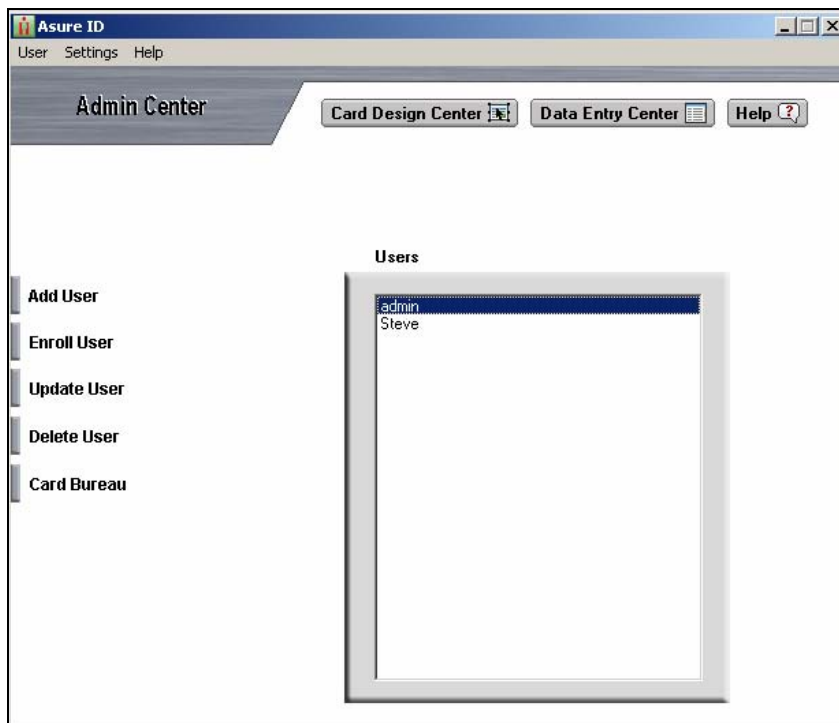 Asure ID
User Settings Help
Admin Center
Card Design Center
Data Entry Center
Help ?
Users
admin
Steve
Add User
Enroll User
Update User
Delete User
Card Bureau